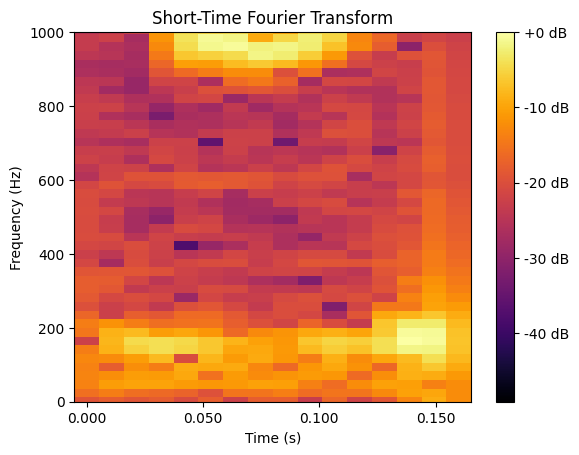 Short-Time Fourier Transform
1000
800
600
400
200
0
Frequency (Hz)
0.000
0.050
0.100
0.150
Time (s)
+0 dB
-10 dB
-20 dB
-30 dB
-40 dB